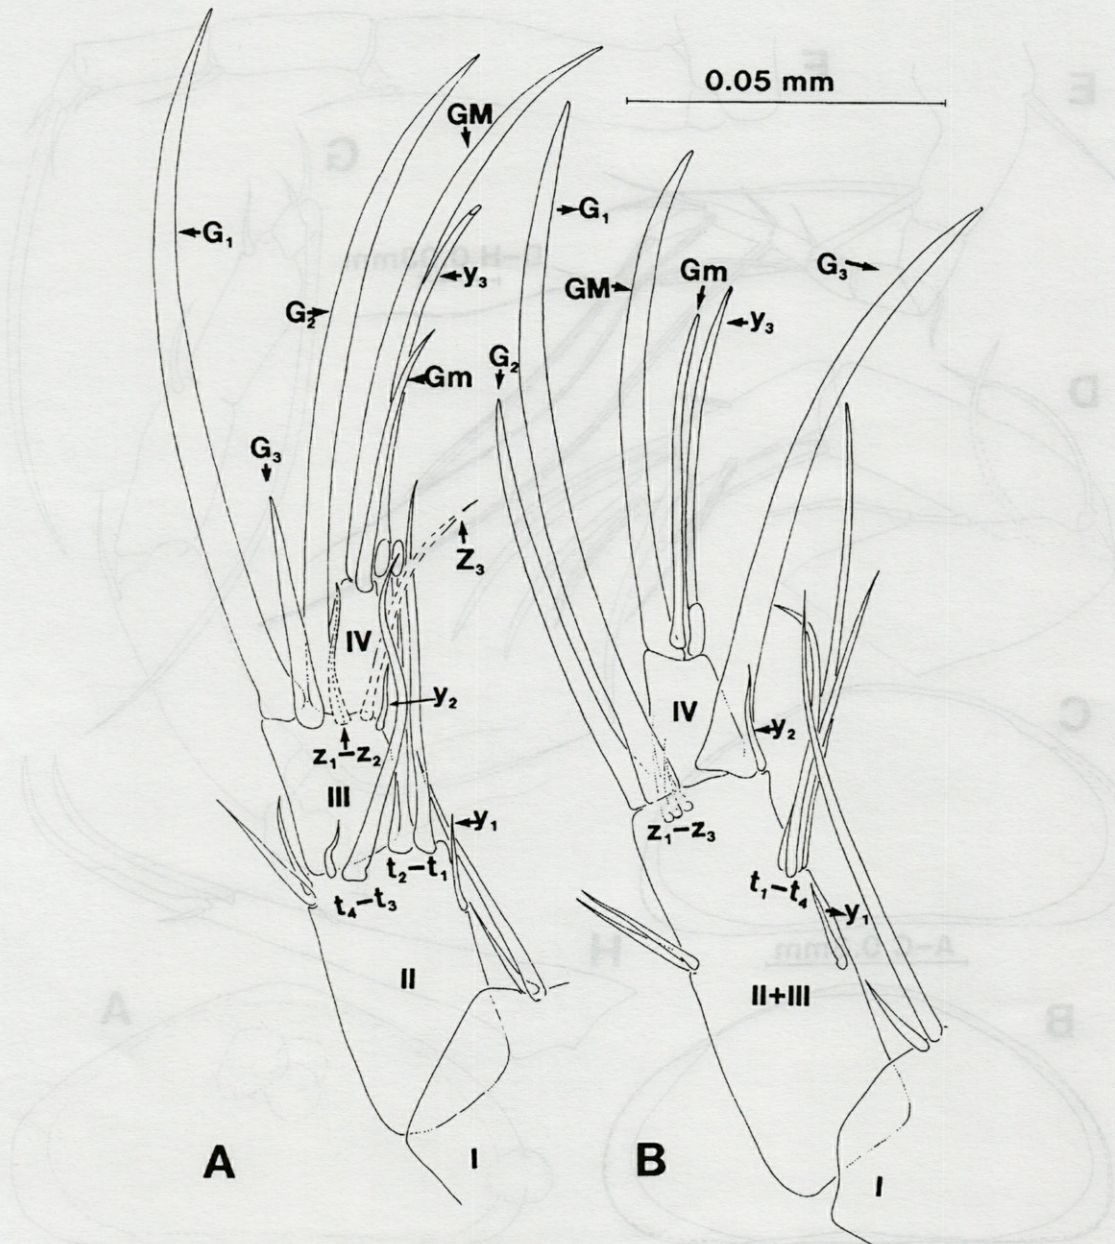 0.05 mm
GM
G₁
G₂
y₃
Gm
G₃
Z₃
IV
y₂
z₁–z₂
III
y₁
t₂–t₁
t₄–t₃
II
I
A
G₁
GM
Gm
G₃
y₃
G₂
IV
y₂
z₁–z₃
t₁–t₄
y₁
II+III
I
B